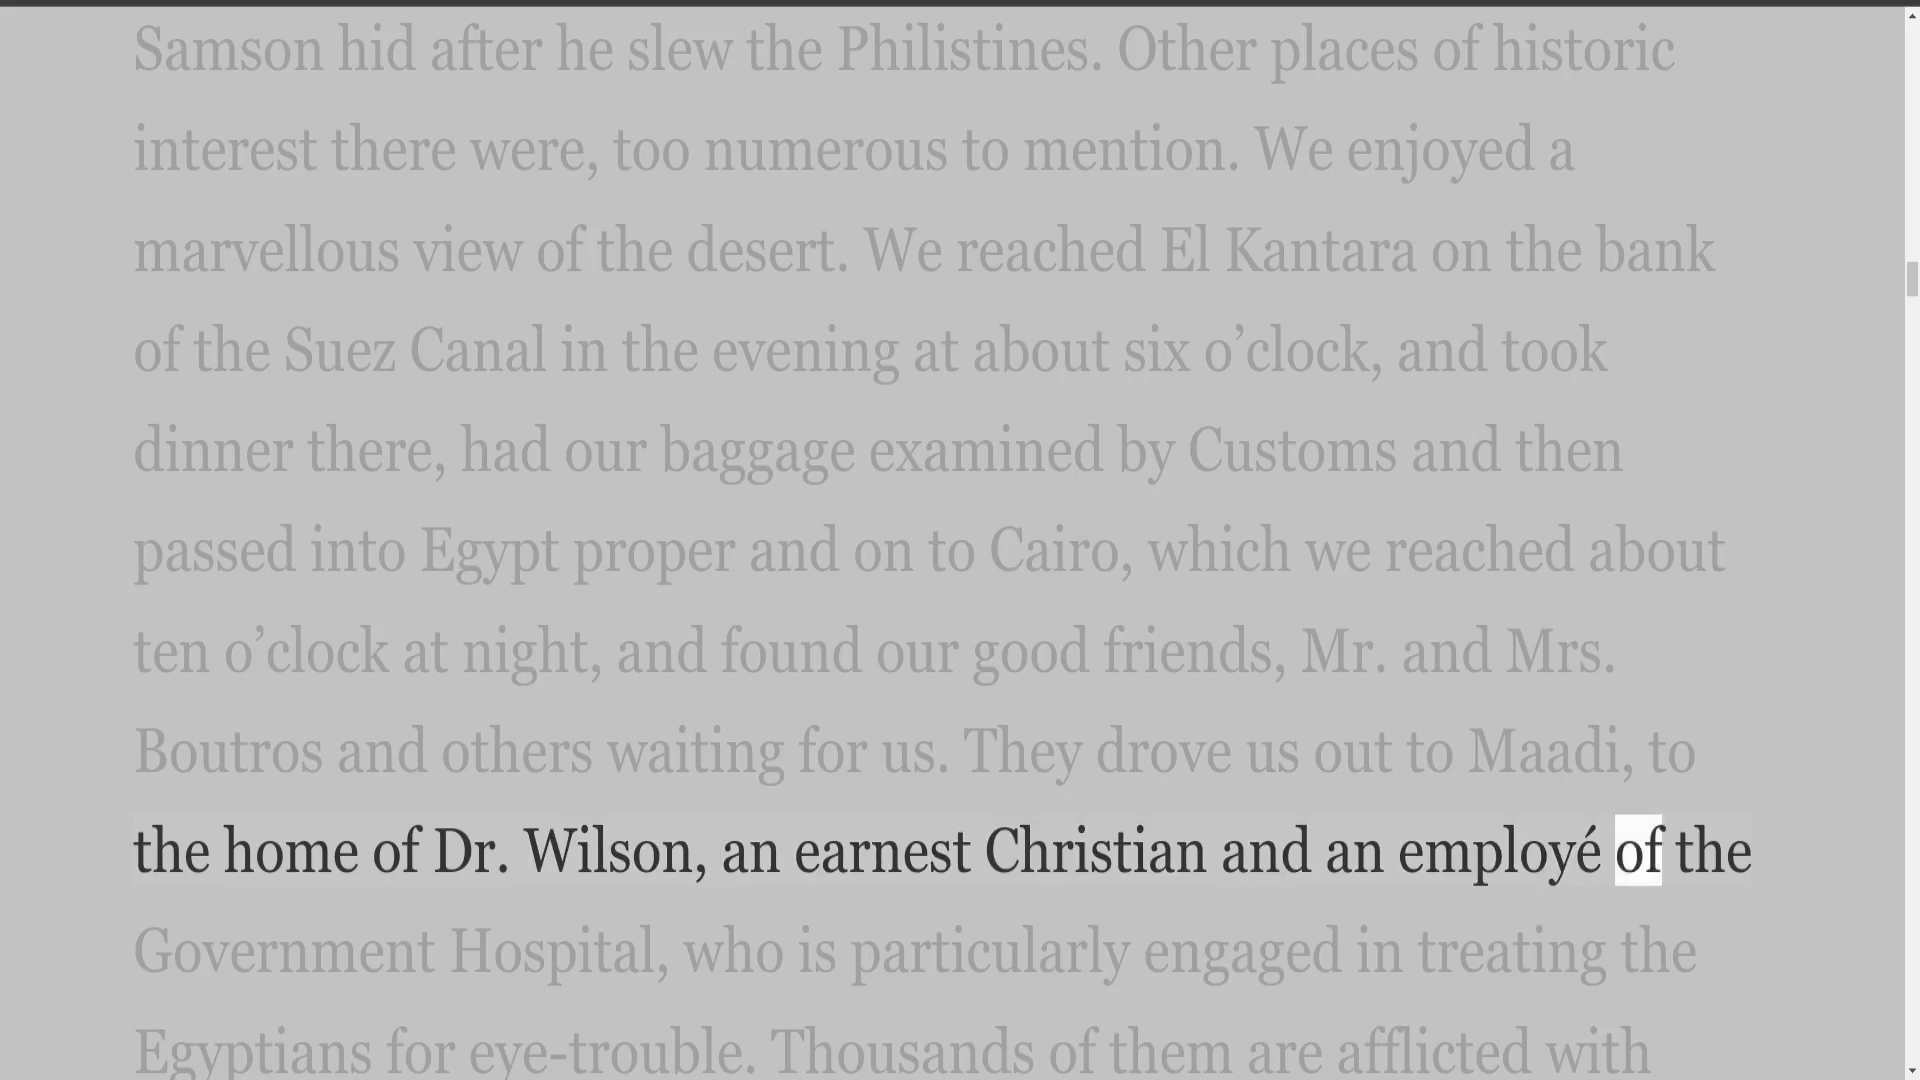 Samson hid after he slew the Philistines. Other places of historic
interest there were, too numerous to mention. We enjoyed a
marvellous view of the desert. We reached El Kantara on the bank
of the Suez Canal in the evening at about six o’clock, and took
dinner there, had our baggage examined by Customs and then
passed into Egypt proper and on to Cairo, which we reached about
ten o’clock at night, and found our good friends, Mr. and Mrs.
Boutros and others waiting for us. They drove us out to Maadi, to
the home of Dr. Wilson, an earnest Christian and an employé of the
Government Hospital, who is particularly engaged in treating the
Egyptians for eye-trouble. Thousands of them are afflicted with